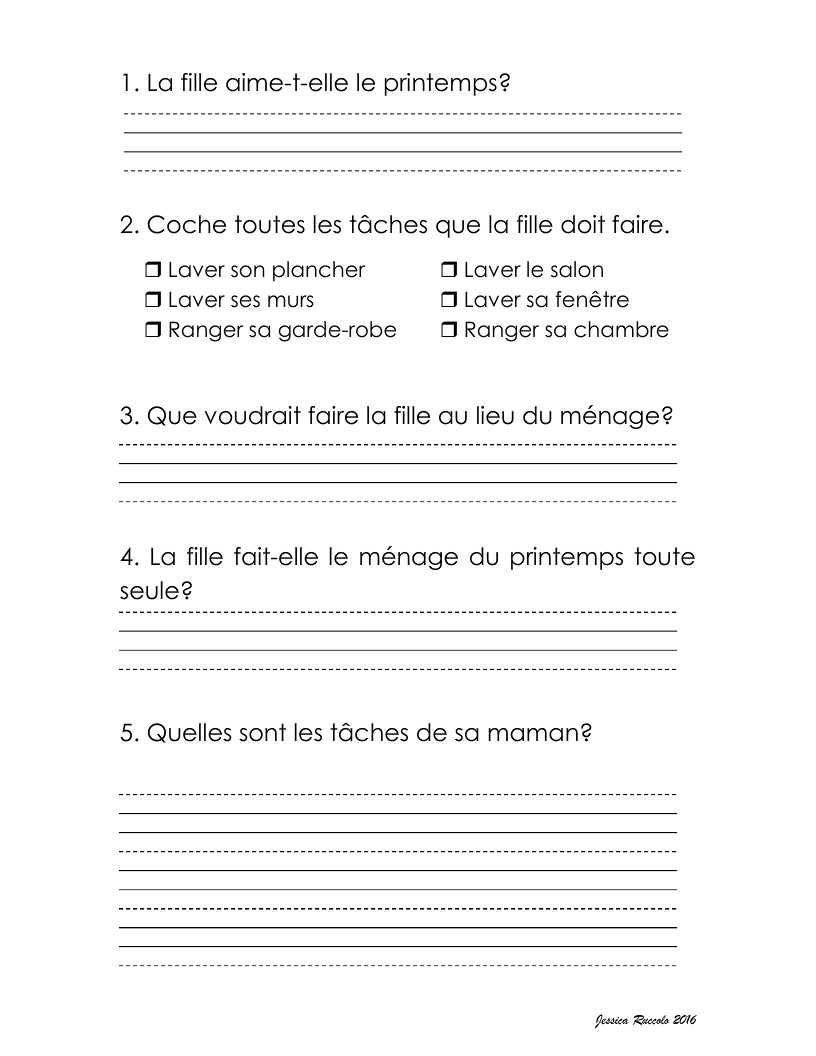 1. La fille aime-t-elle le printemps?
2. Coche toutes les tâches que la fille doit faire.
❒ Laver son plancher ❒ Laver le salon
❒ Laver ses murs ❒ Laver sa fenêtre
❒ Ranger sa garde-robe ❒ Ranger sa chambre
3. Que voudrait faire la fille au lieu du ménage?
4. La fille fait-elle le ménage du printemps toute
seule?
5. Quelles sont les tâches de sa maman?
Jessica Ruccolo 2016